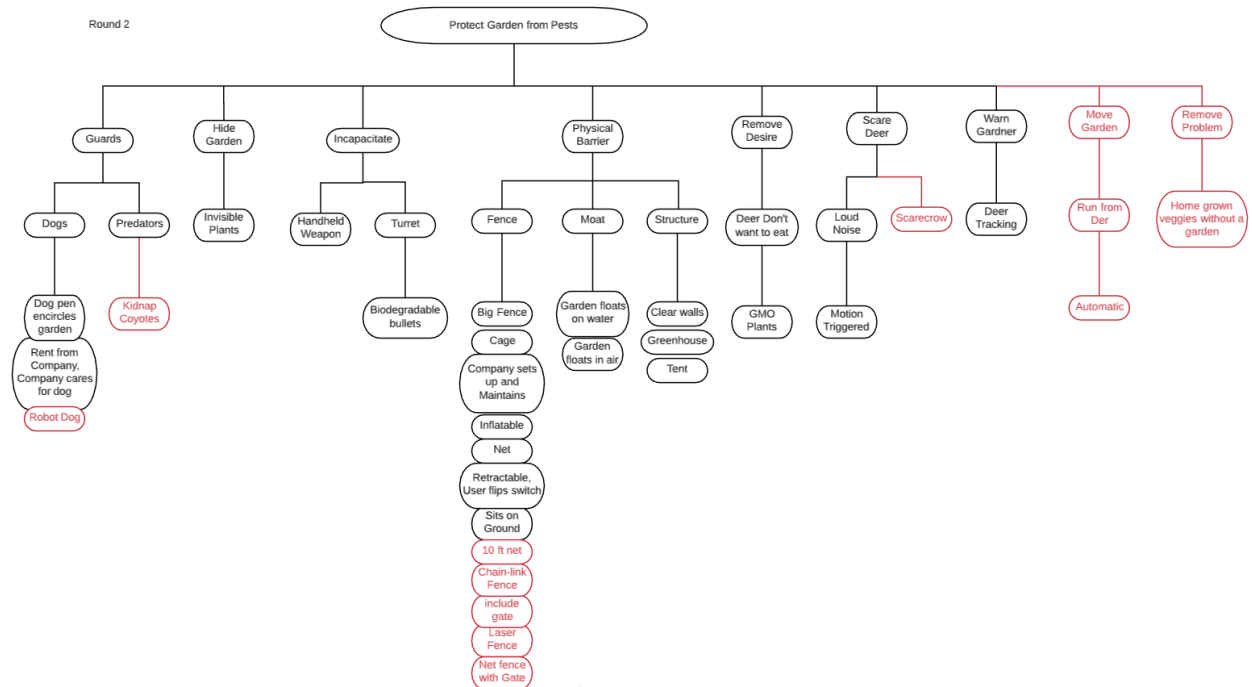 Round 2
Protect Garden from Pests
Guards
Hide
Garden
Incapacitate
Physical
Barrier
Remove
Desire
Scare
Deer
Warn
Gardner
Move
Garden
Remove
Problem
Dogs
Predators
Invisible
Plants
Handheld
Weapon
Turret
Fence
Moat
Structure
Deer Don't
want to eat
Loud
Noise
Scarecrow
Deer
Tracking
Run from
Der
Home grown
veggies without a
garden
Dog pen
encircles
garden
Rent from
Company,
Company cares
for dog
Robot Dog
Kidnap
Coyotes
Biodegradable
bullets
Big Fence
Cage
Company sets
up and
Maintains
Inflatable
Net
Retractable,
User flips switch
Sits on
Ground
10 ft net
Chain-link
Fence
include
gate
Laser
Fence
Net fence
with Gate
Garden floats
on water
Garden
floats in air
Clear walls
Greenhouse
Tent
GMO
Plants
Motion
Triggered
Automatic